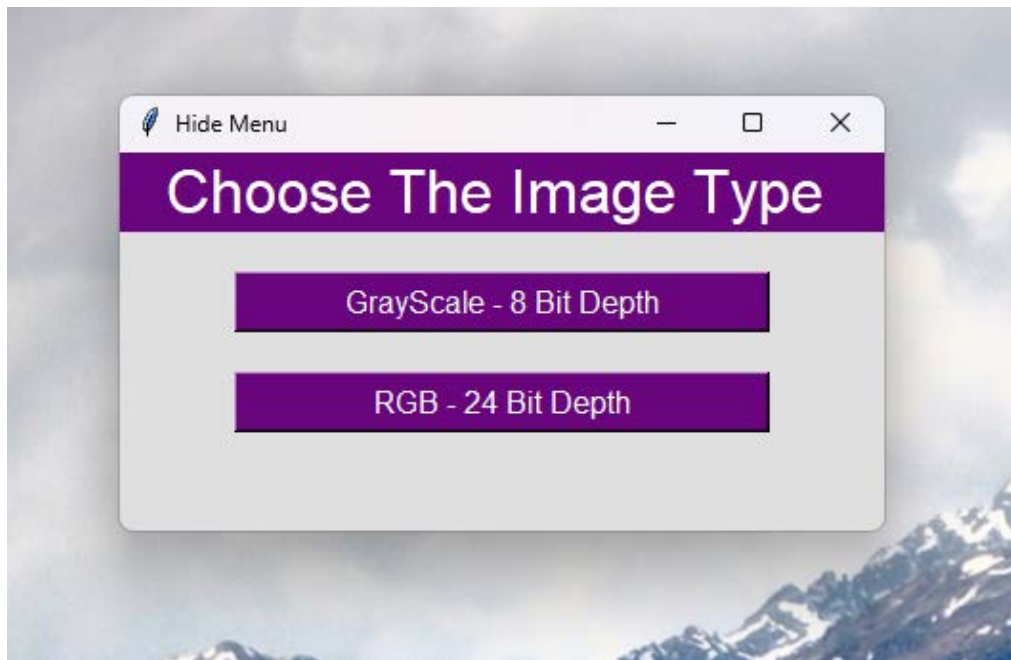 Hide Menu
Choose The Image Type
GrayScale - 8 Bit Depth
RGB - 24 Bit Depth